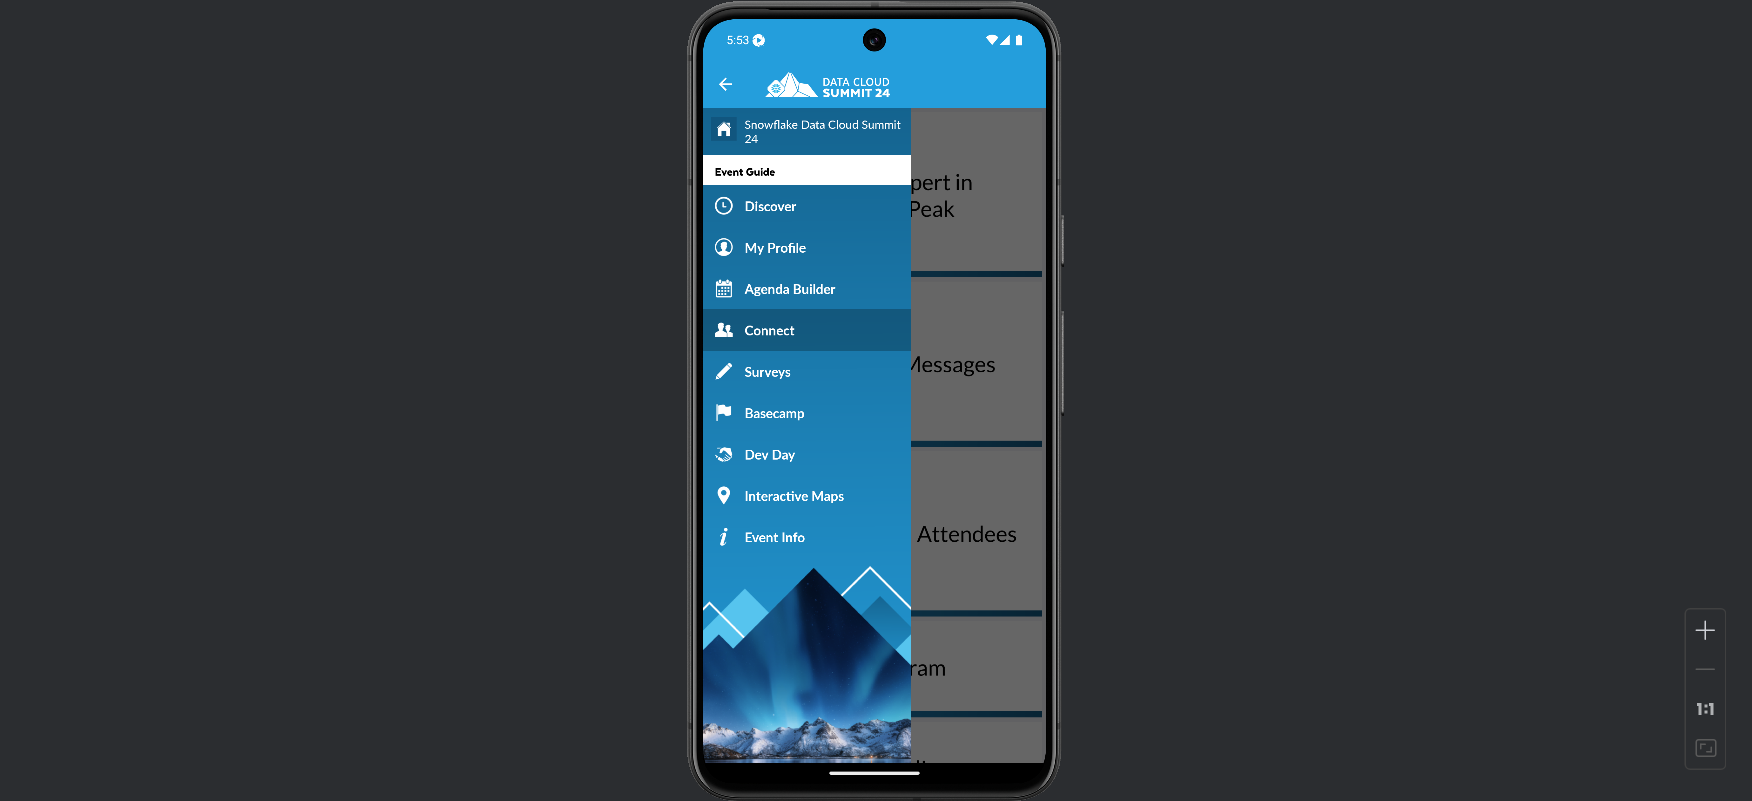 5:53
DATA CLOUD
SUMMIT 24
Snowflake Data Cloud Summit
24
Event Guide
Discover
My Profile
Agenda Builder
Connect
Surveys
Basecamp
Dev Day
Interactive Maps
Event Info
pert in
Peak
Messages
Attendees
ram
1:1